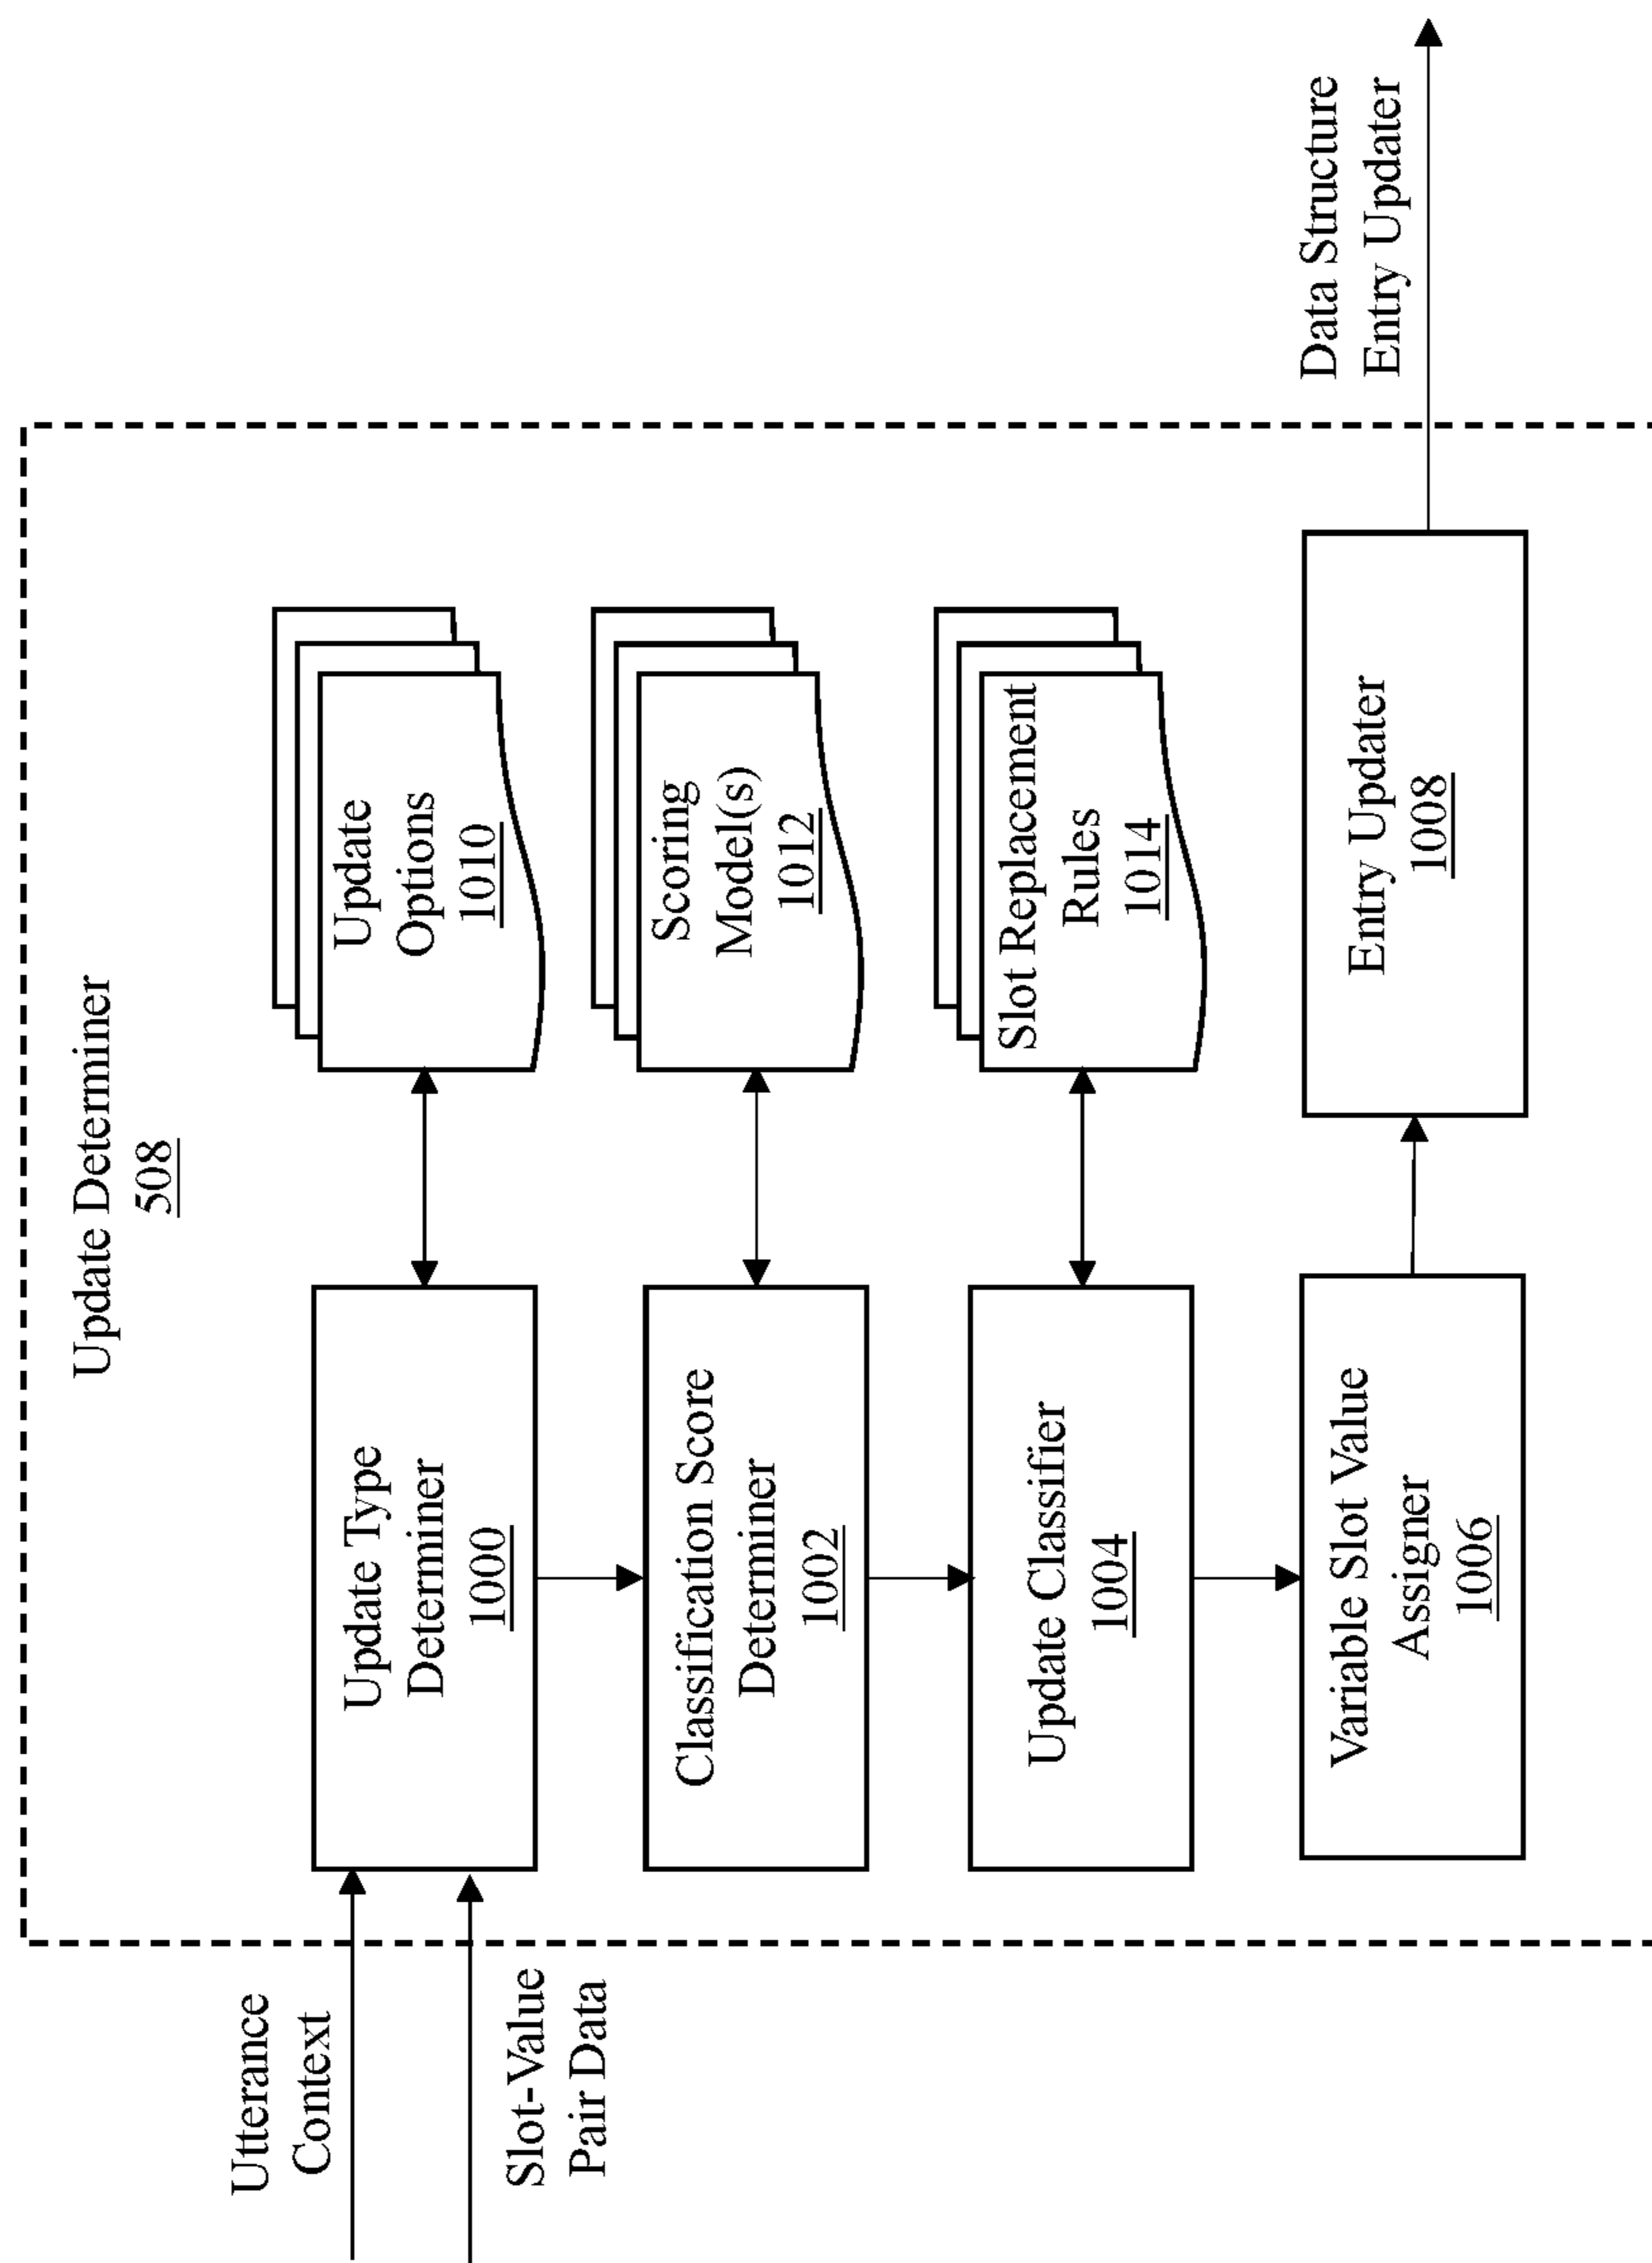 Update Determiner
508
Utterance
Context
Slot-Value
Pair Data
Update Type
Determiner
1000
Update
Options
1010
Classification Score
Determiner
1002
Scoring
Model(s)
1012
Update Classifier
1004
Slot Replacement
Rules
1014
Variable Slot Value
Assigner
1006
Entry Updater
1008
Data Structure
Entry Updater